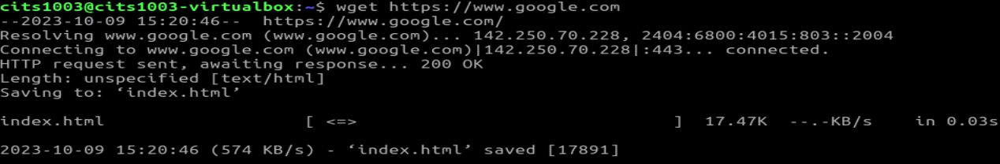 cits1003@cits1003-virtualbox:~$ wget https://www.google.com
--2023-10-09 15:20:46--  https://www.google.com/
Resolving www.google.com (www.google.com)... 142.250.70.228, 2404:6800:4015:803::2004
Connecting to www.google.com (www.google.com)|142.250.70.228|:443... connected.
HTTP request sent, awaiting response... 200 OK
Length: unspecified [text/html]
Saving to: ‘index.html’
index.html                    [ <=>                                ]  17.47K  --.-KB/s    in 0.03s
2023-10-09 15:20:46 (574 KB/s) - ‘index.html’ saved [17891]